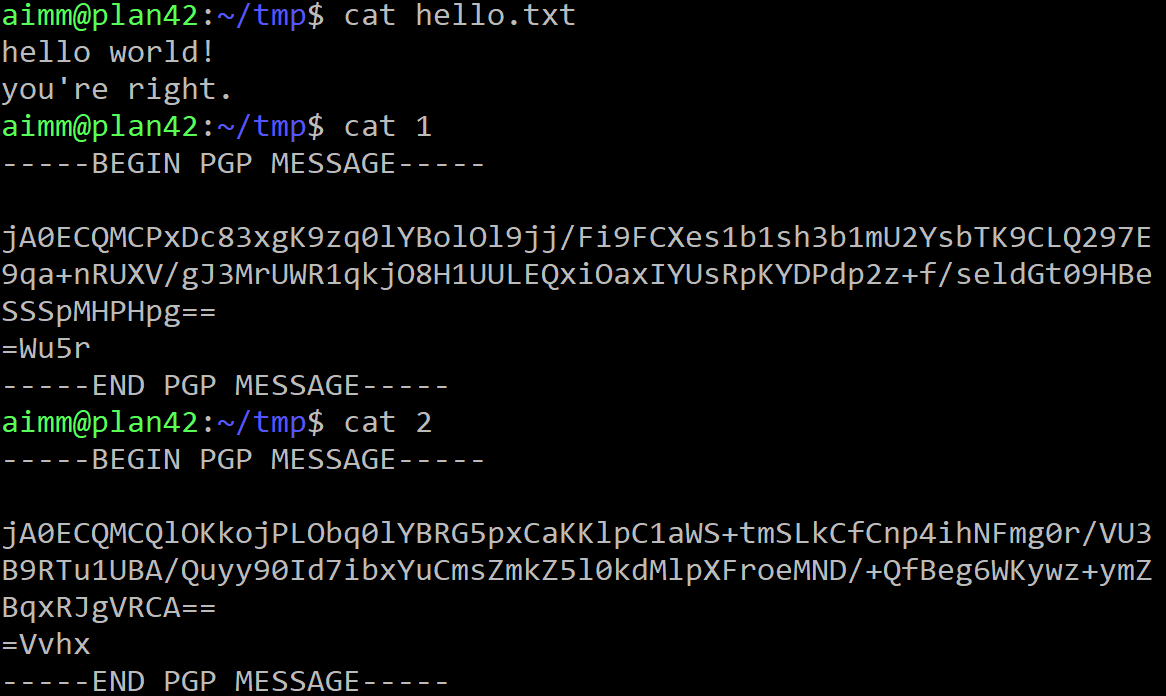 aimm@plan42:~/tmp$ cat hello.txt
hello world!
you're right.
aimm@plan42:~/tmp$ cat 1
-----BEGIN PGP MESSAGE-----

jA0ECQMCPxDc83xgK9zq0lYBolOl9jj/Fi9FCXes1b1sh3b1mU2YsbTK9CLQ297E
9qa+nRUXV/gJ3MrUWR1qkjO8H1UULEQxiOaxIYUsRpKYDPdp2z+f/seldGt09HBe
SSSpMHPHpg==
=Wu5r
-----END PGP MESSAGE-----
aimm@plan42:~/tmp$ cat 2
-----BEGIN PGP MESSAGE-----

jA0ECQMCQlOKkojPLObq0lYBRG5pxCaKKlpC1aWS+tmSLkCfCnp4ihNFmg0r/VU3
B9RTu1UBA/Quyy90Id7ibxYuCmsZmkZ5l0kdMlpXFroeMND/+QfBeg6WKywz+ymZ
BqxRJgVRCA==
=Vvhx
-----END PGP MESSAGE-----